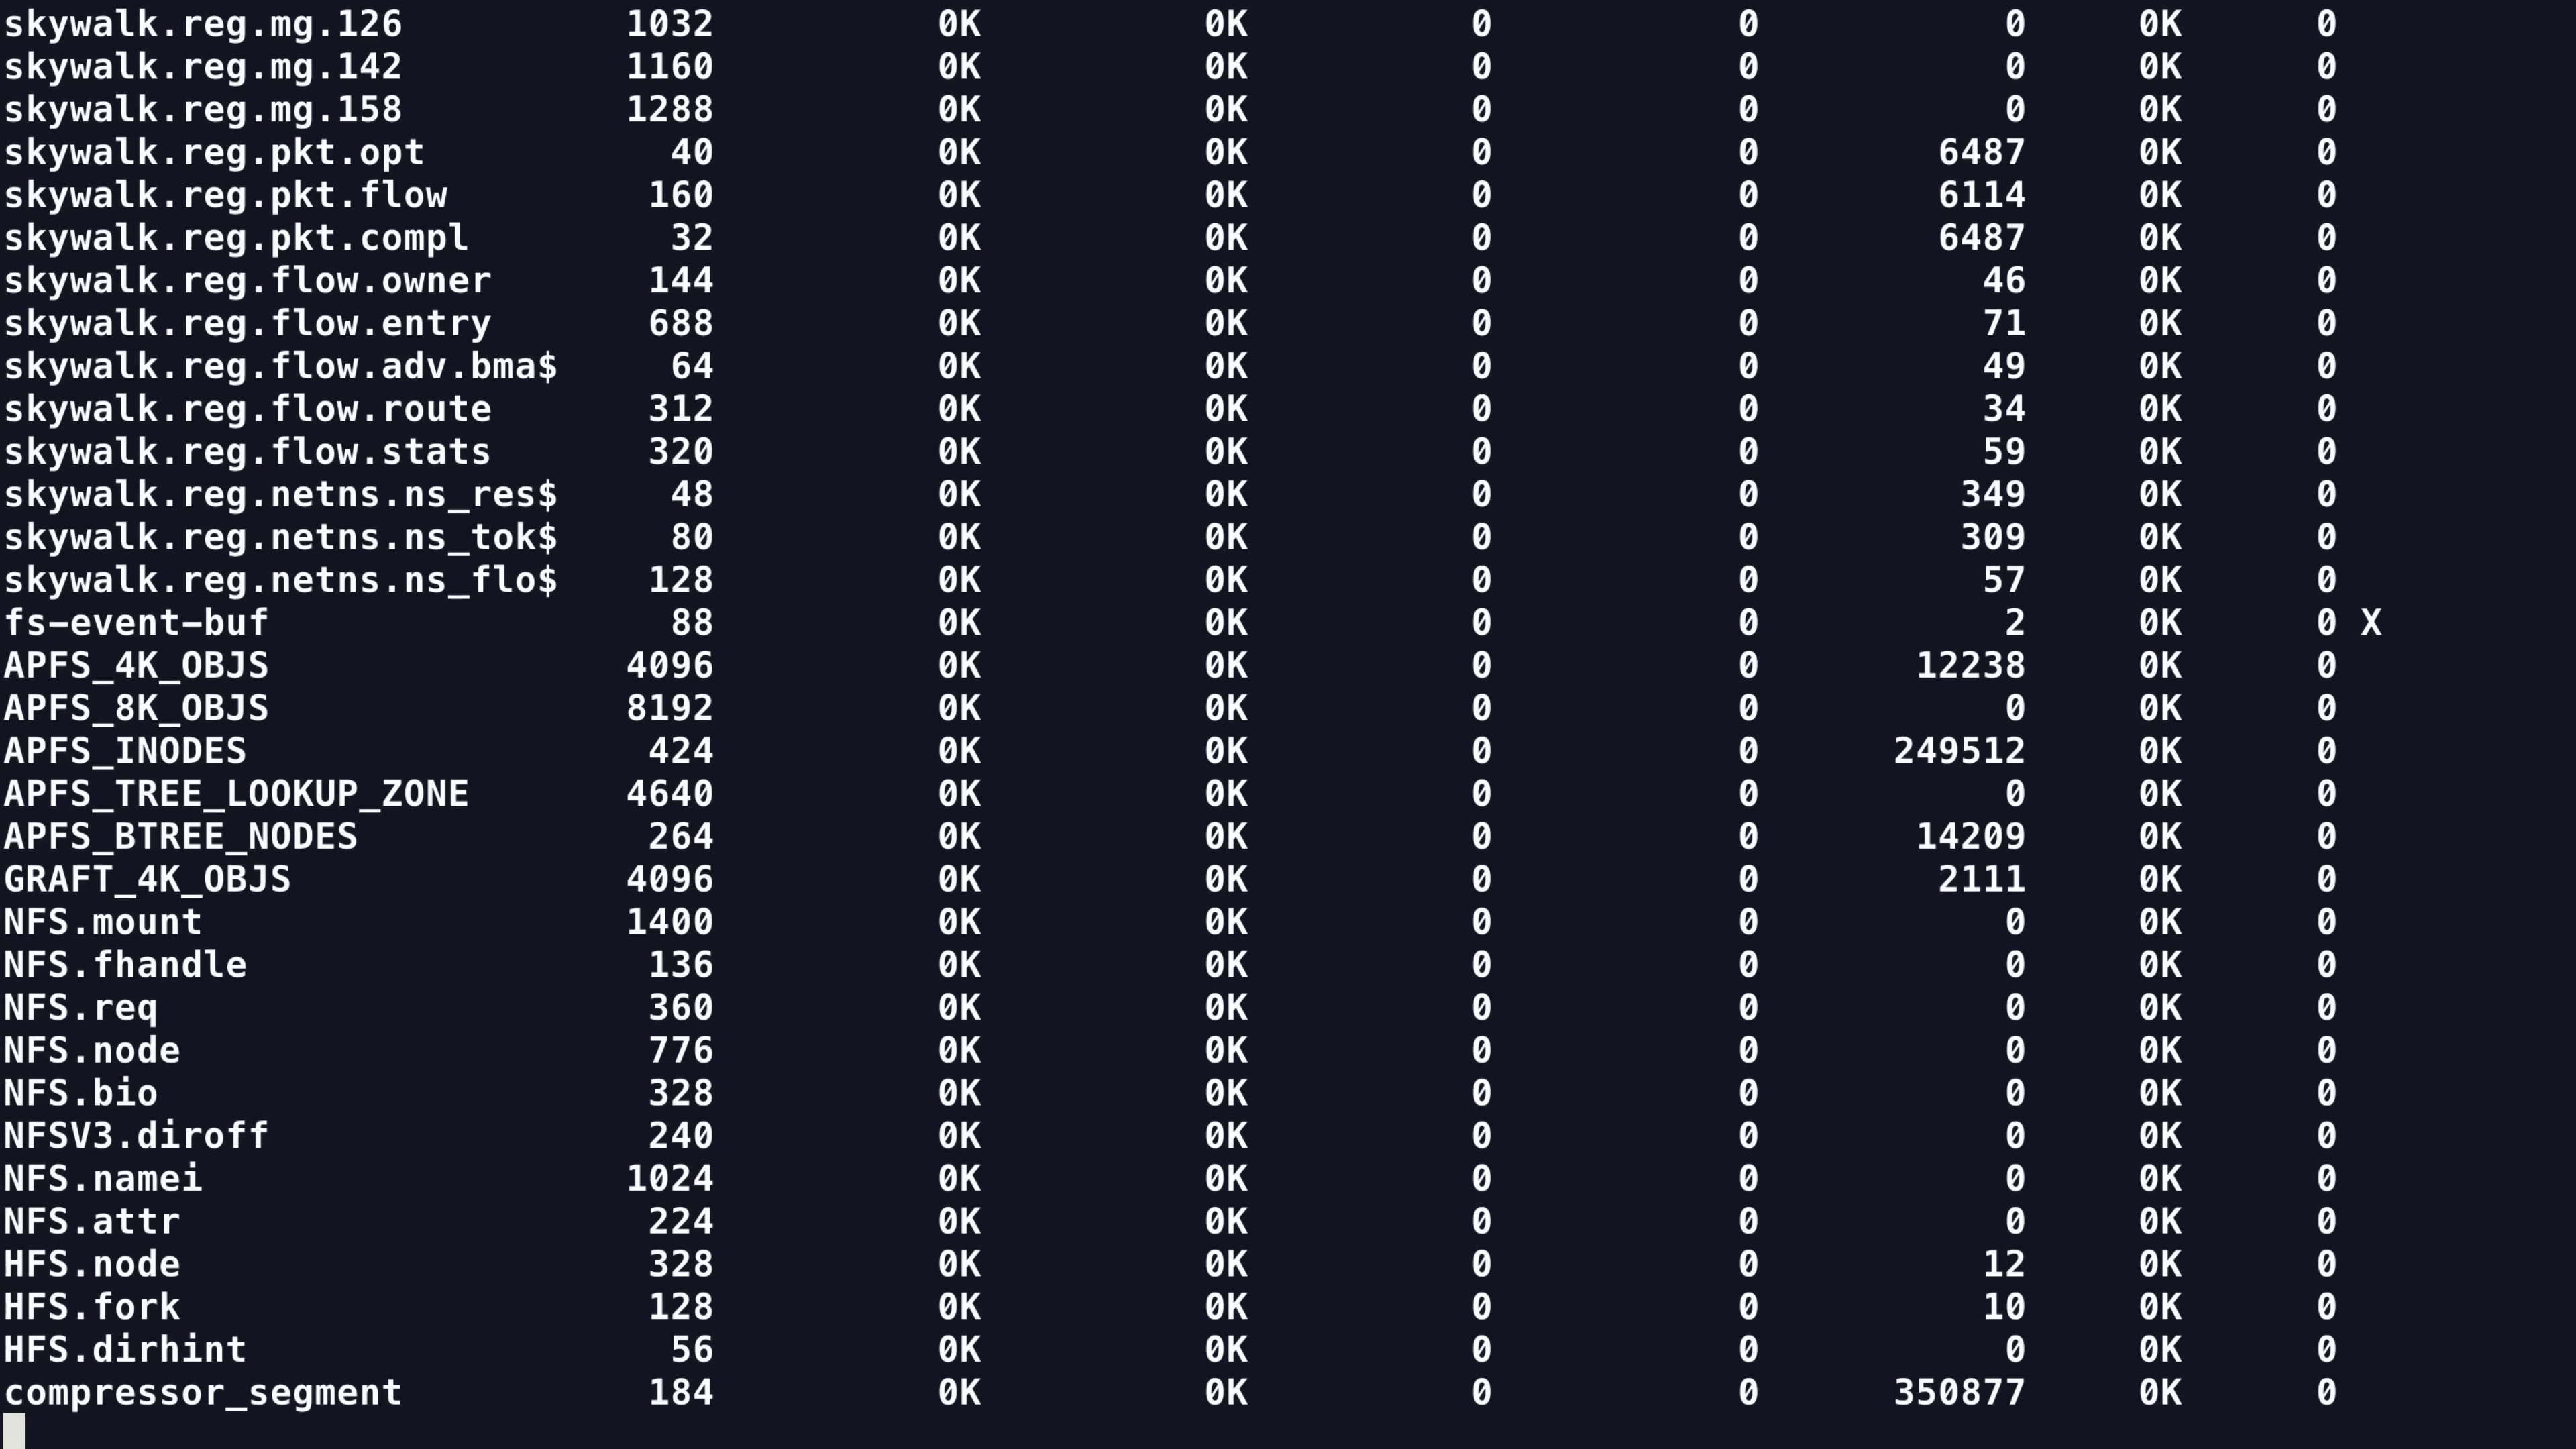 skywalk.reg.mg.126 1032 0K 0K 0 0 0 0K 0
skywalk.reg.mg.142 1160 0K 0K 0 0 0 0K 0
skywalk.reg.mg.158 1288 0K 0K 0 0 0 0K 0
skywalk.reg.pkt.opt 40 0K 0K 0 0 6487 0K 0
skywalk.reg.pkt.flow 160 0K 0K 0 0 6114 0K 0
skywalk.reg.pkt.compl 32 0K 0K 0 0 6487 0K 0
skywalk.reg.flow.owner 144 0K 0K 0 0 46 0K 0
skywalk.reg.flow.entry 688 0K 0K 0 0 71 0K 0
skywalk.reg.flow.adv.bma$ 64 0K 0K 0 0 49 0K 0
skywalk.reg.flow.route 312 0K 0K 0 0 34 0K 0
skywalk.reg.flow.stats 320 0K 0K 0 0 59 0K 0
skywalk.reg.netns.ns_res$ 48 0K 0K 0 0 349 0K 0
skywalk.reg.netns.ns_tok$ 80 0K 0K 0 0 309 0K 0
skywalk.reg.netns.ns_flo$ 128 0K 0K 0 0 57 0K 0
fs-event-buf 88 0K 0K 0 0 2 0K 0 X
APFS_4K_OBJS 4096 0K 0K 0 0 12238 0K 0
APFS_8K_OBJS 8192 0K 0K 0 0 0 0K 0
APFS_INODES 424 0K 0K 0 0 249512 0K 0
APFS_TREE_LOOKUP_ZONE 4640 0K 0K 0 0 0 0K 0
APFS_BTREE_NODES 264 0K 0K 0 0 14209 0K 0
GRAFT_4K_OBJS 4096 0K 0K 0 0 2111 0K 0
NFS.mount 1400 0K 0K 0 0 0 0K 0
NFS.fhandle 136 0K 0K 0 0 0 0K 0
NFS.req 360 0K 0K 0 0 0 0K 0
NFS.node 776 0K 0K 0 0 0 0K 0
NFS.bio 328 0K 0K 0 0 0 0K 0
NFSV3.diroff 240 0K 0K 0 0 0 0K 0
NFS.namei 1024 0K 0K 0 0 0 0K 0
NFS.attr 224 0K 0K 0 0 0 0K 0
HFS.node 328 0K 0K 0 0 12 0K 0
HFS.fork 128 0K 0K 0 0 10 0K 0
HFS.dirhint 56 0K 0K 0 0 0 0K 0
compressor_segment 184 0K 0K 0 0 350877 0K 0